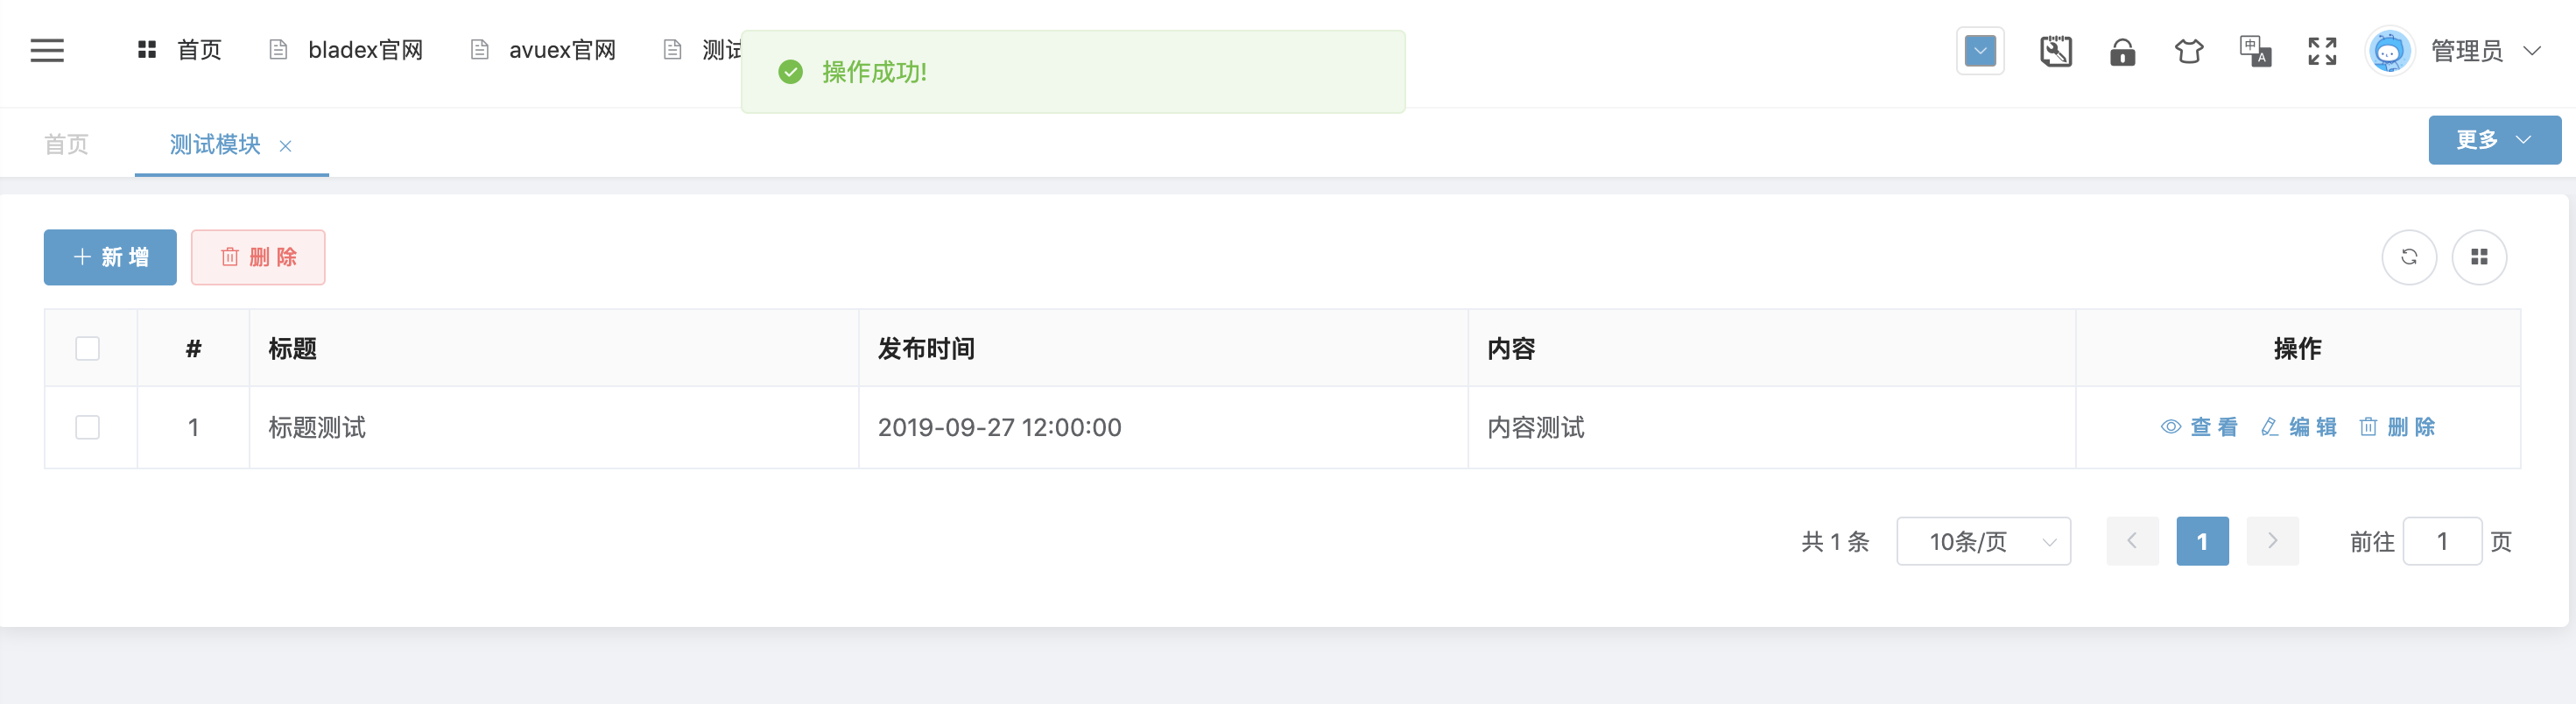 首页 bladex官网 avuex官网 测试
操作成功!
管理员
首页 测试模块
更多
新增 删除
# 标题 发布时间 内容 操作
1 标题测试 2019-09-27 12:00:00 内容测试 查看 编辑 删除
共 1 条 10条/页 1 前往 1 页